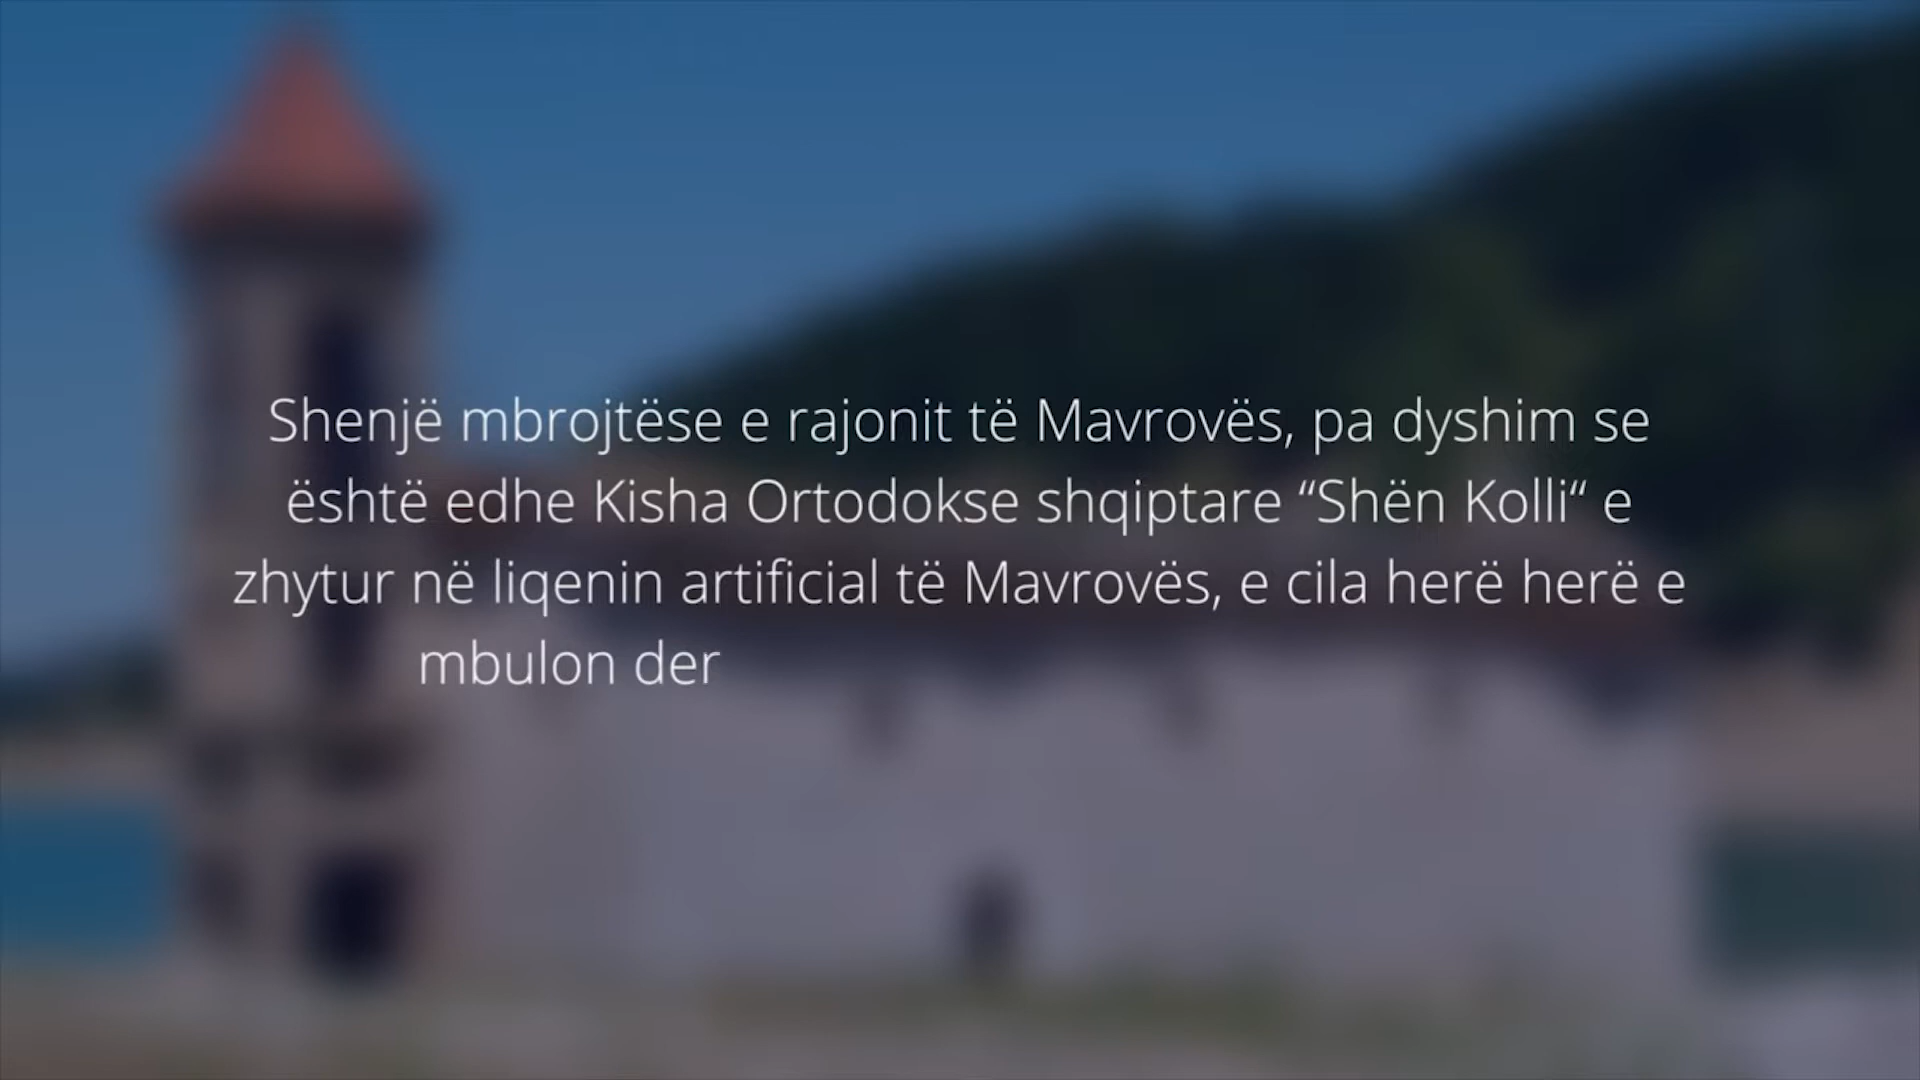 Shenjë mbrojtëse e rajonit të Mavrovës, pa dyshim se
është edhe Kisha Ortodokse shqiptare “Shën Kolli“ e
zhytur në liqenin artificial të Mavrovës, e cila herë herë e
mbulon der